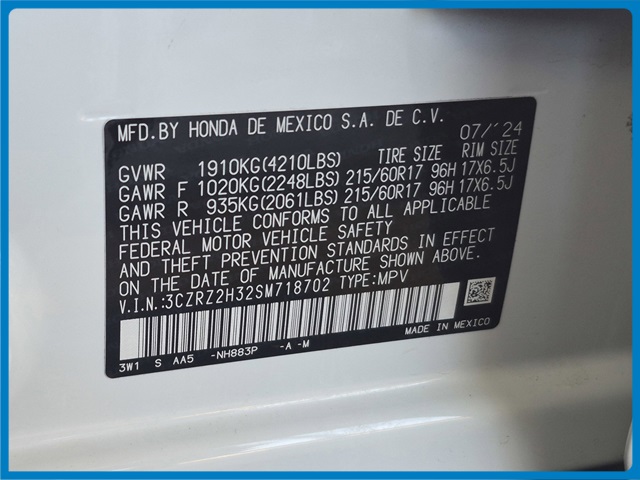 MFD.BY HONDA DE MEXICO S.A. DE C.V. 07/'24
TIRE SIZE RIM SIZE
GVWR 1910KG(4210LBS)
GAWR F 1020KG(2248LBS) 215/60R17 96H 17X6.5J
GAWR R 935KG(2061LBS) 215/60R17 96H 17X6.5J
THIS VEHICLE CONFORMS TO ALL APPLICABLE
FEDERAL MOTOR VEHICLE SAFETY
AND THEFT PREVENTION STANDARDS IN EFFECT
ON THE DATE OF MANUFACTURE SHOWN ABOVE.
V.I.N.:3CZRZ2H32SM718702 TYPE:MPV
3W1 S AA5 -NH883P -A -M
MADE IN MEXICO